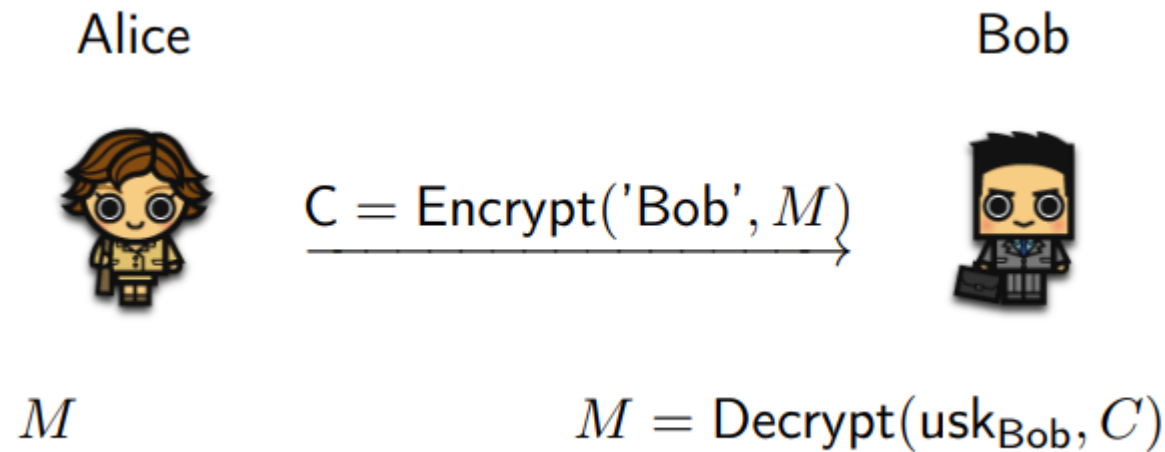 Alice
Bob
C = Encrypt('Bob', M)
M
M = Decrypt(usk_Bob, C)